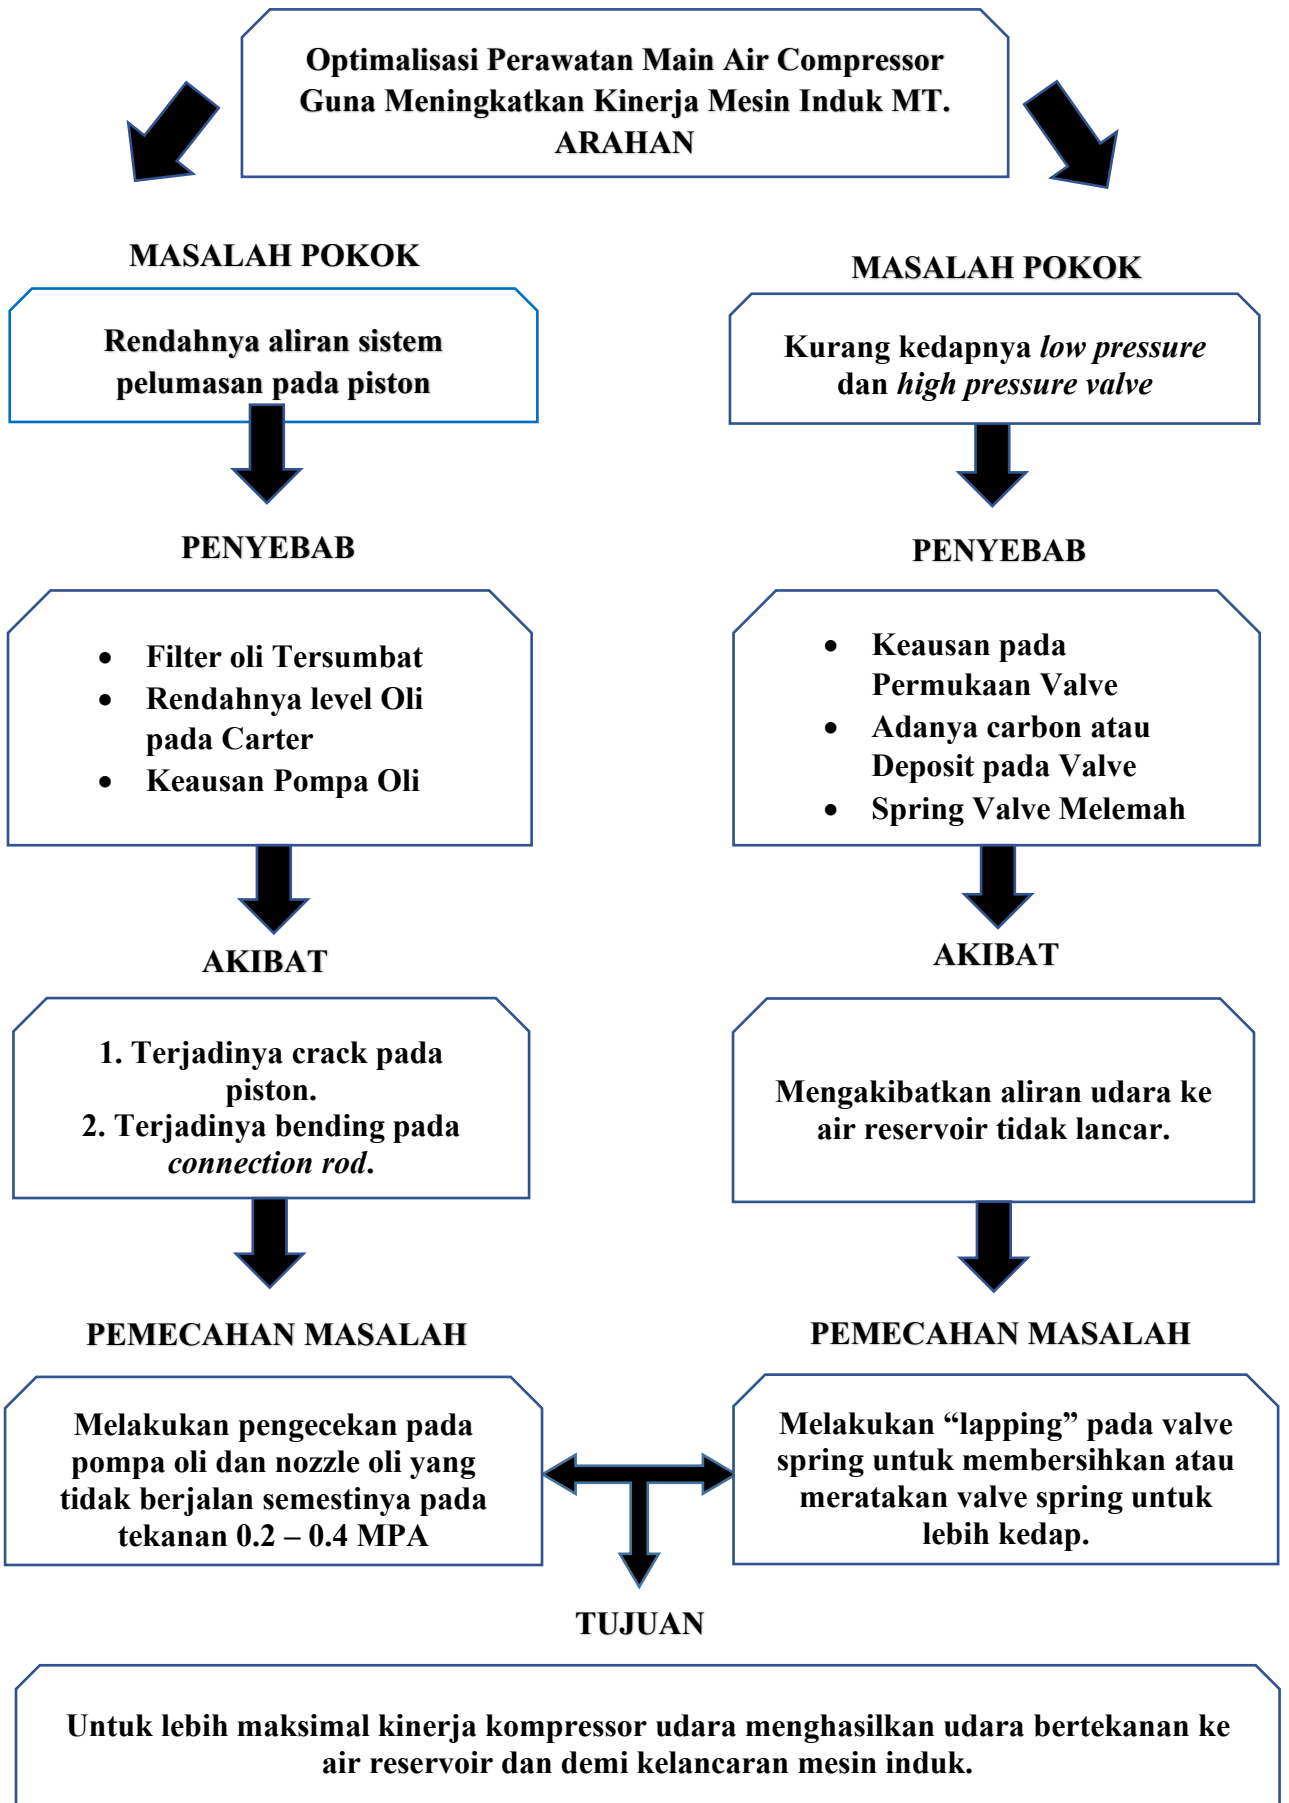 Optimalisasi Perawatan Main Air Compressor
Guna Meningkatkan Kinerja Mesin Induk MT.
ARAHAN
MASALAH POKOK
Rendahnya aliran sistem
pelumasan pada piston
PENYEBAB
• Filter oli Tersumbat
• Rendahnya level Oli
pada Carter
• Keausan Pompa Oli
AKIBAT
1. Terjadinya crack pada
piston.
2. Terjadinya bending pada
connection rod.
PEMECAHAN MASALAH
Melakukan pengecekan pada
pompa oli dan nozzle oli yang
tidak berjalan semestinya pada
tekanan 0.2 – 0.4 MPA
MASALAH POKOK
Kurang kedapnya low pressure
dan high pressure valve
PENYEBAB
• Keausan pada
Permukaan Valve
• Adanya carbon atau
Deposit pada Valve
• Spring Valve Melemah
AKIBAT
Mengakibatkan aliran udara ke
air reservoir tidak lancar.
PEMECAHAN MASALAH
Melakukan “lapping” pada valve
spring untuk membersihkan atau
meratakan valve spring untuk
lebih kedap.
TUJUAN
Untuk lebih maksimal kinerja kompressor udara menghasilkan udara bertekanan ke
air reservoir dan demi kelancaran mesin induk.